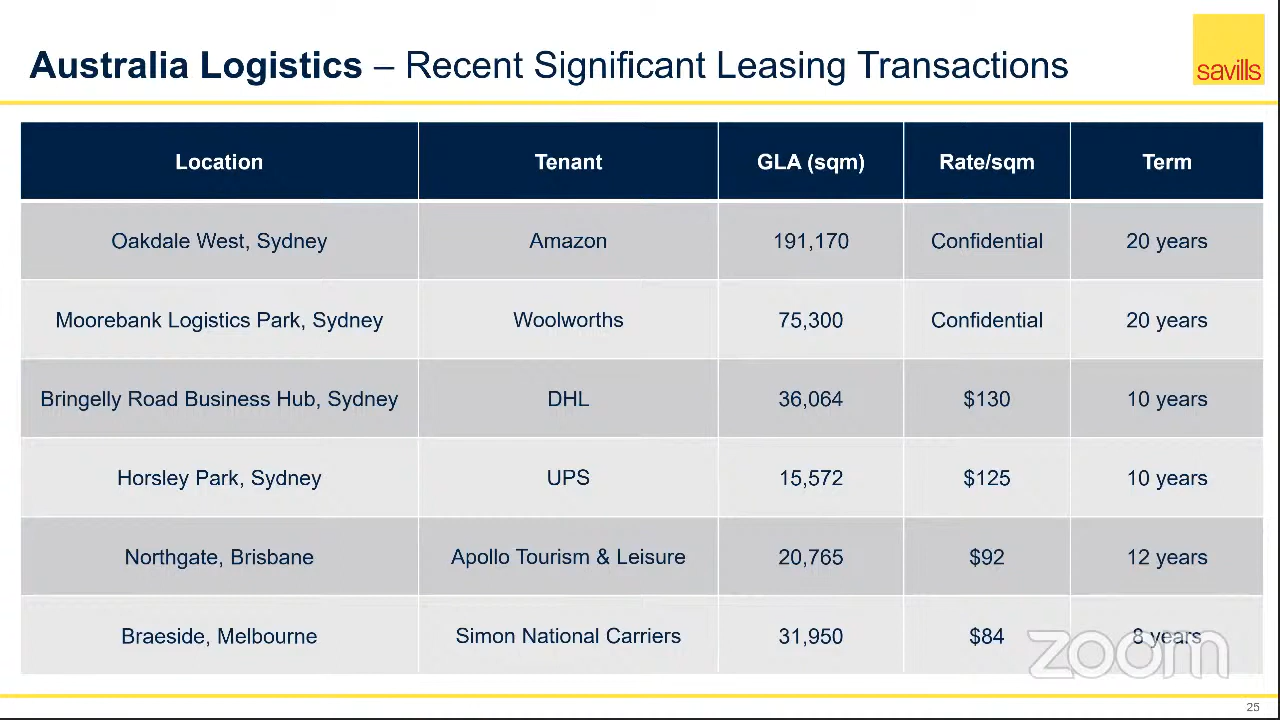 Australia Logistics – Recent Significant Leasing Transactions
savills
Location Tenant GLA (sqm) Rate/sqm Term
Oakdale West, Sydney Amazon 191,170 Confidential 20 years
Moorebank Logistics Park, Sydney Woolworths 75,300 Confidential 20 years
Bringelly Road Business Hub, Sydney DHL 36,064 $130 10 years
Horsley Park, Sydney UPS 15,572 $125 10 years
Northgate, Brisbane Apollo Tourism & Leisure 20,765 $92 12 years
Braeside, Melbourne Simon National Carriers 31,950 $84 8 years
zoom
25